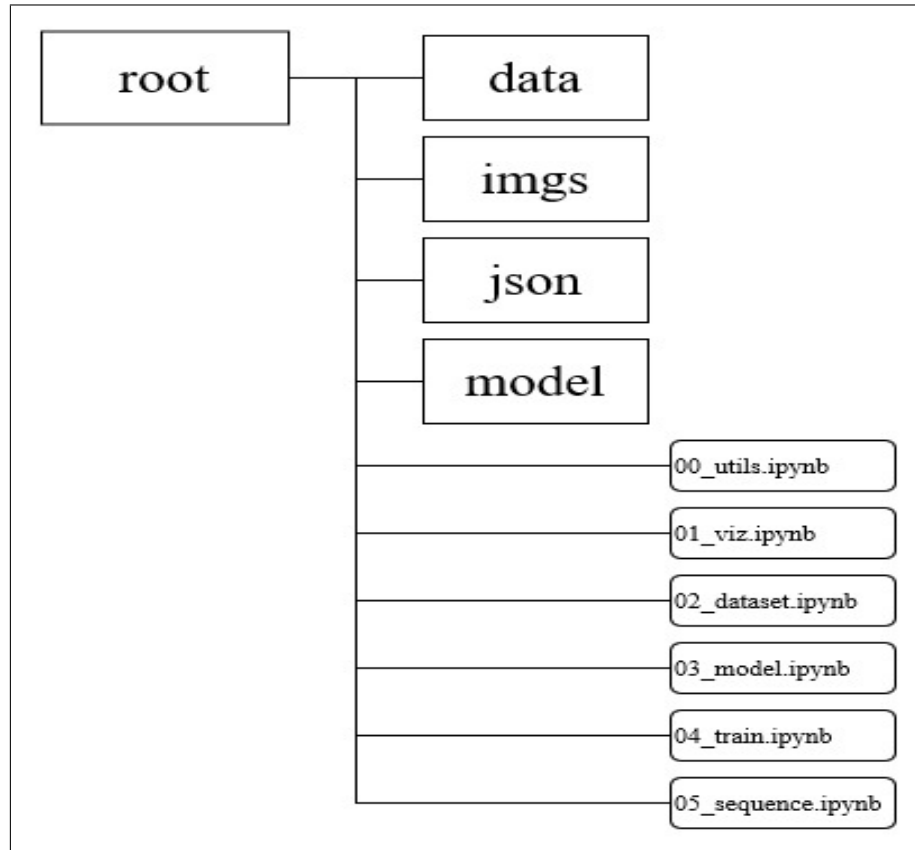 root
data
imgs
json
model
00_utils.ipynb
01_viz.ipynb
02_dataset.ipynb
03_model.ipynb
04_train.ipynb
05_sequence.ipynb